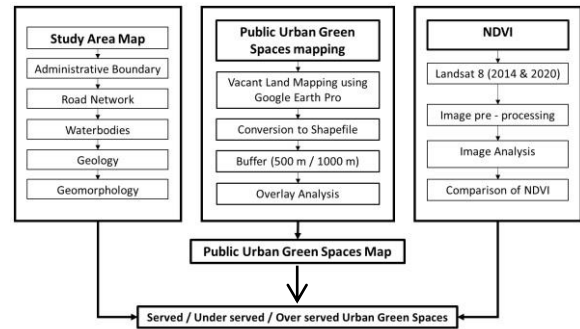 Study Area Map
Administrative Boundary
Road Network
Waterbodies
Geology
Geomorphology
Public Urban Green
Spaces mapping
Vacant Land Mapping using
Google Earth Pro
Conversion to Shapefile
Buffer (500 m / 1000 m)
Overlay Analysis
NDVI
Landsat 8 (2014 & 2020)
Image pre - processing
Image Analysis
Comparison of NDVI
Public Urban Green Spaces Map
Served / Under served / Over served Urban Green Spaces